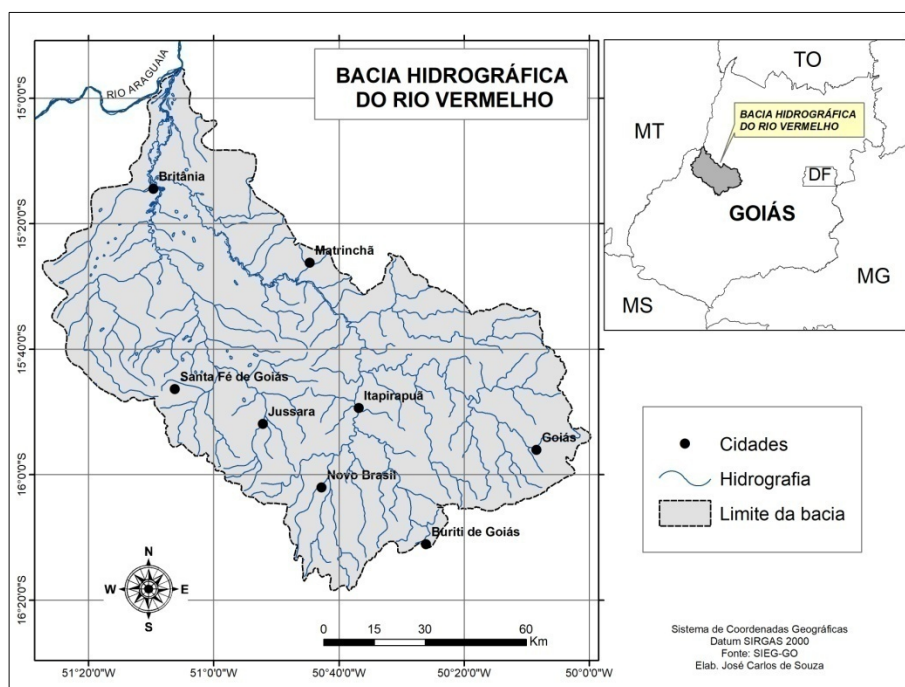 BACIA HIDROGRÁFICA
DO RIO VERMELHO
RIO ARAGUAIA
15°0'0"S
15°20'0"S
15°40'0"S
16°0'0"S
16°20'0"S
Britânia
Matrinchã
Santa Fé de Goiás
Jussara
Itapirapuã
Goiás
Novo Brasil
Buriti de Goiás
N
W
E
S
0
15
30
60
Km
51°20'0"W
51°0'0"W
50°40'0"W
50°20'0"W
50°0'0"W
TO
MT
BACIA HIDROGRÁFICA
DO RIO VERMELHO
DF
GOIÁS
MG
MS
Cidades
Hidrografia
Limite da bacia
Sistema de Coordenadas Geográficas
Datum SIRGAS 2000
Fonte: SIEG-GO
Elab. José Carlos de Souza